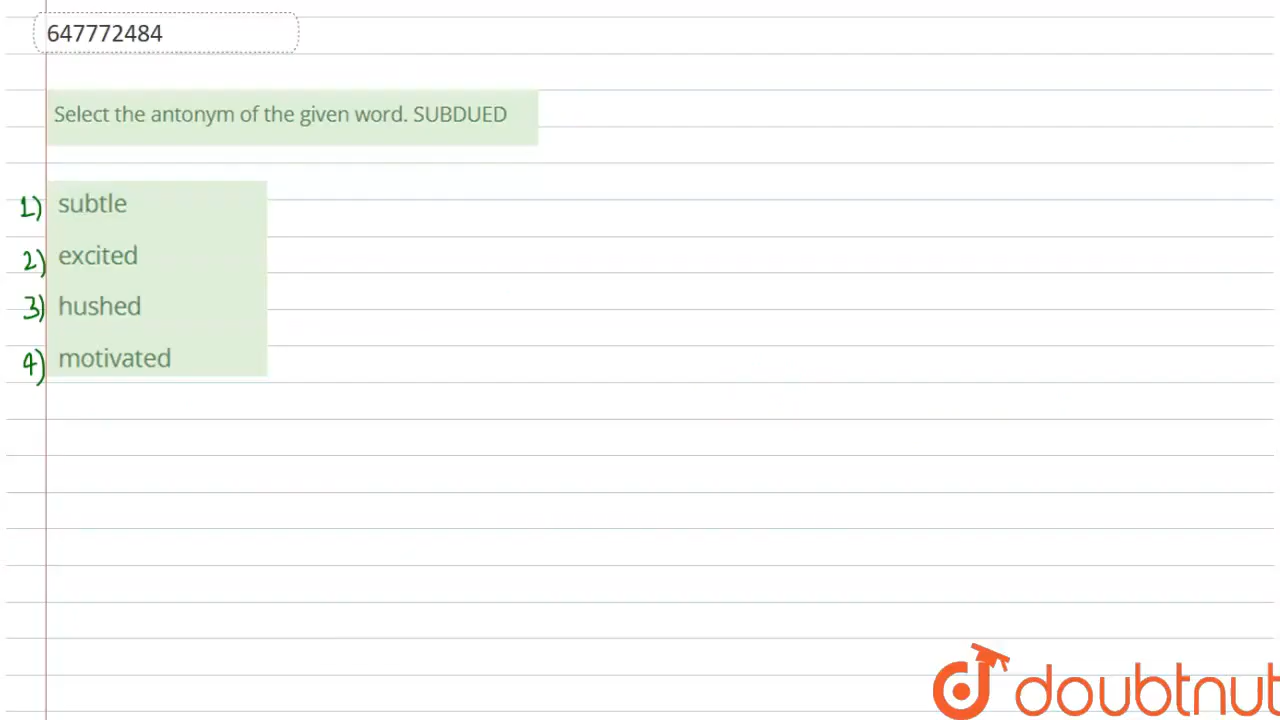 647772484
Select the antonym of the given word. SUBDUED
1) subtle
2) excited
3) hushed
4) motivated
doubtnut